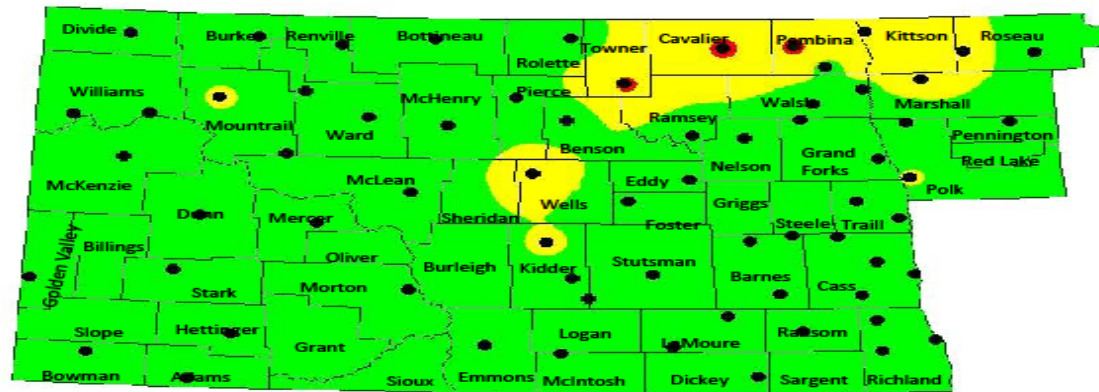 Divide
Burke
Renville
Bottineau
Rolette
Towner
Cavalier
Pembina
Kittson
Roseau
Williams
Mountrail
Ward
McHenry
Pierce
Ramsey
Walsh
Marshall
Pennington
Red Lake
Benson
Nelson
Grand
Forks
Polk
McKenzie
Dunn
Mercer
McLean
Sheridan
Wells
Eddy
Foster
Griggs
Steele
Traill
Golden Valley
Billings
Stark
Oliver
Morton
Burleigh
Kidder
Stutsman
Barnes
Cass
Slope
Hettinger
Grant
Logan
LaMoure
Ransom
Bowman
Adams
Sioux
Emmons
McIntosh
Dickey
Sargent
Richland